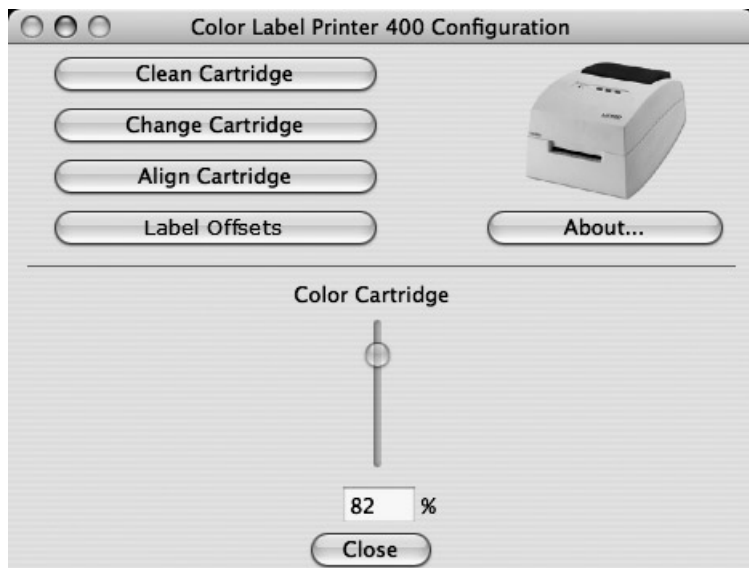 Color Label Printer 400 Configuration
Clean Cartridge
Change Cartridge
Align Cartridge
Label Offsets
About...
Color Cartridge
82 %
Close